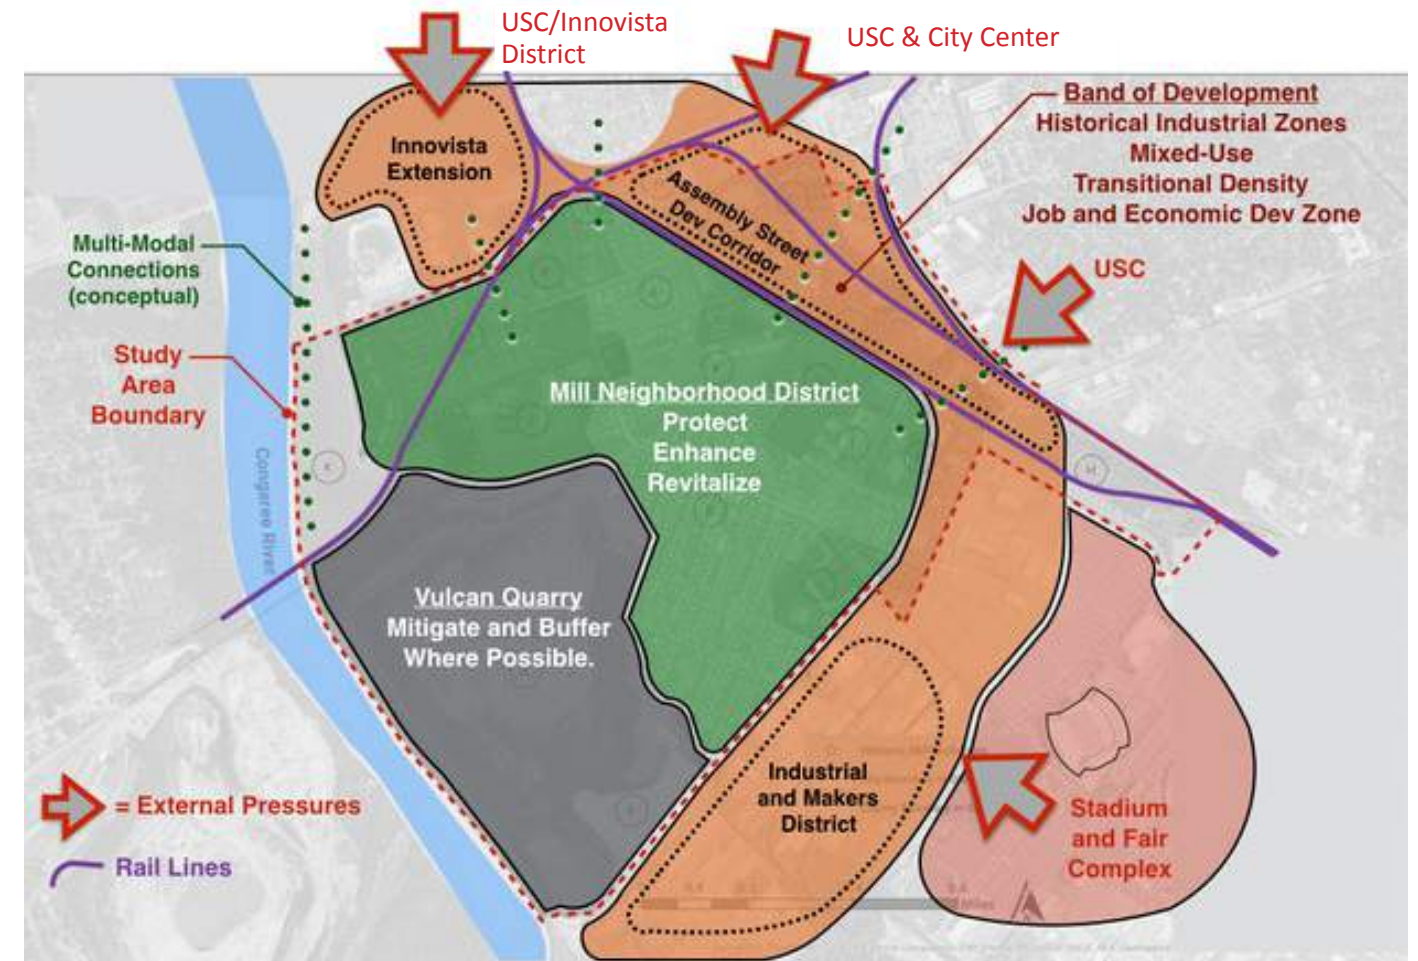 USC/Innovista
District
USC & City Center
Band of Development
Historical Industrial Zones
Mixed-Use
Transitional Density
Job and Economic Dev Zone
Innovista
Extension
Assembly Street
Dev Corridor
USC
Multi-Modal
Connections
(conceptual)
Study
Area
Boundary
Mill Neighborhood District
Protect
Enhance
Revitalize
Congaree River
K
H
Vulcan Quarry
Mitigate and Buffer
Where Possible.
Industrial
and Makers
District
Stadium
and Fair
Complex
= External Pressures
Rail Lines
Miles